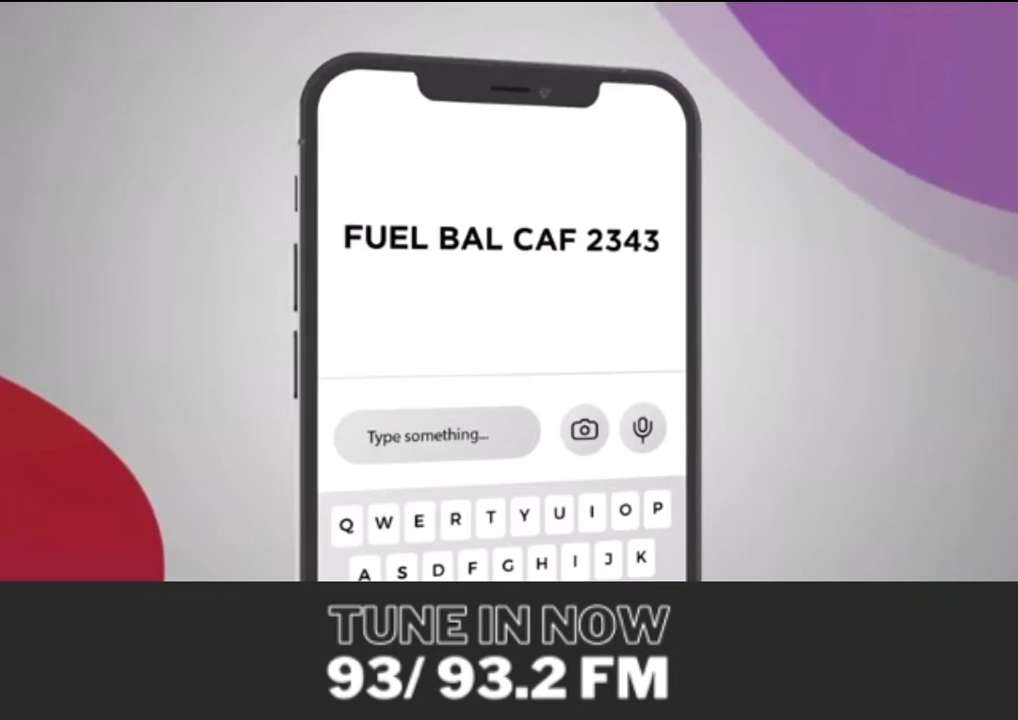 FUEL BAL CAF 2343
Type something...
Q W E R T Y U I O P
A S D F G H I J K
TUNE IN NOW
93/ 93.2 FM